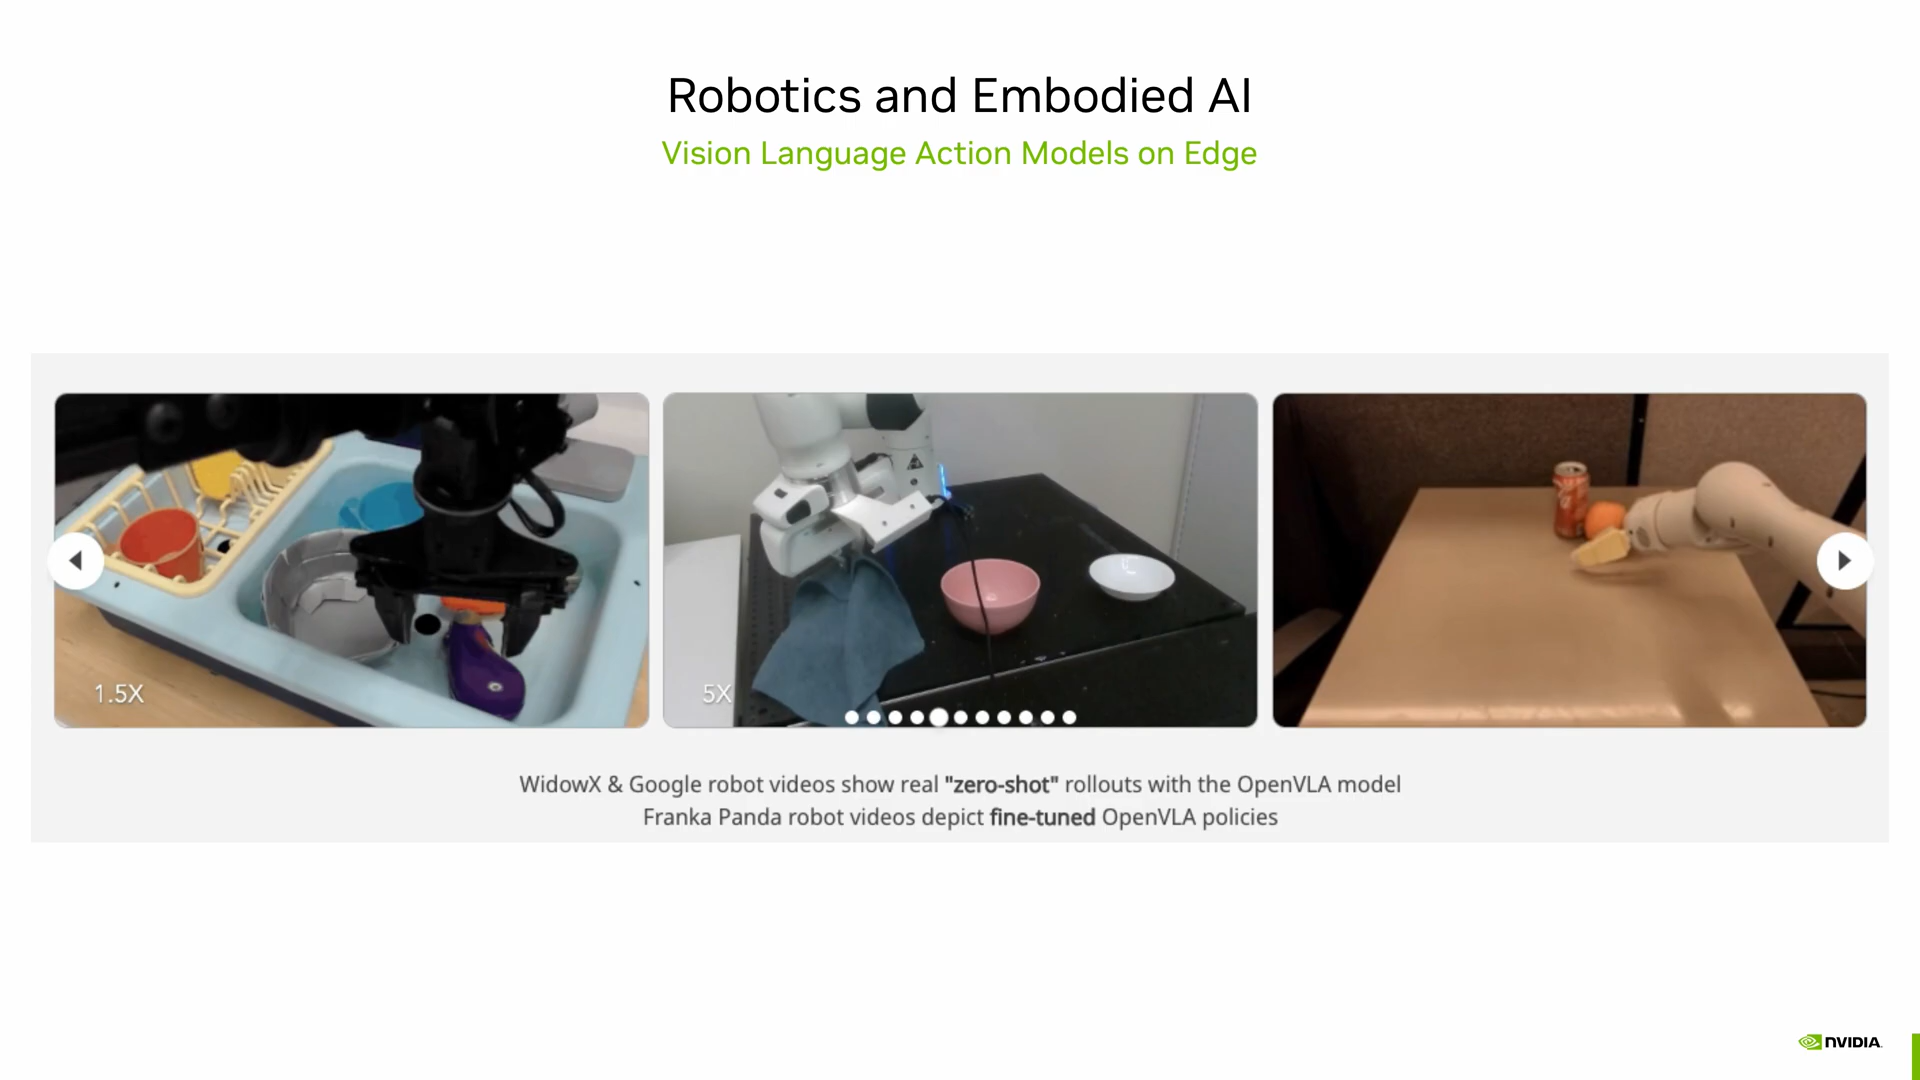 Robotics and Embodied AI
Vision Language Action Models on Edge
1.5X
5X
WidowX & Google robot videos show real "zero-shot" rollouts with the OpenVLA model
Franka Panda robot videos depict fine-tuned OpenVLA policies
NVIDIA.